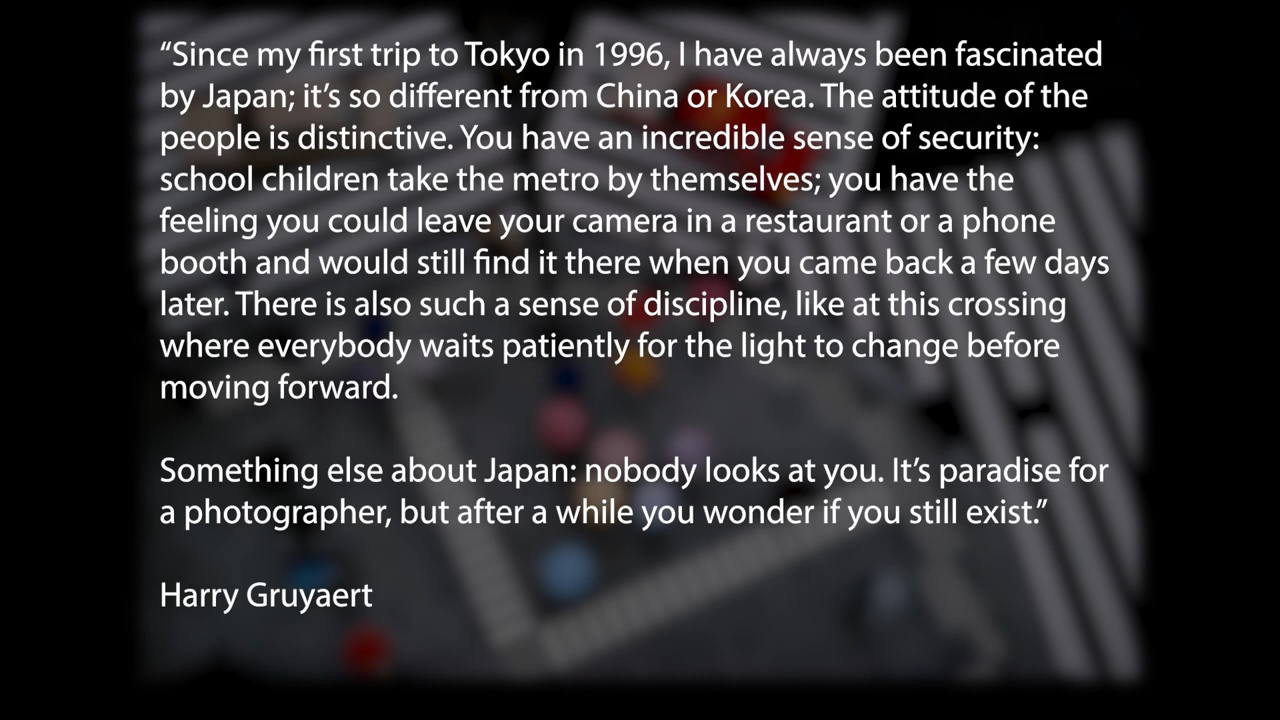 “Since my first trip to Tokyo in 1996, I have always been fascinated
by Japan; it’s so different from China or Korea. The attitude of the
people is distinctive. You have an incredible sense of security:
school children take the metro by themselves; you have the
feeling you could leave your camera in a restaurant or a phone
booth and would still find it there when you came back a few days
later. There is also such a sense of discipline, like at this crossing
where everybody waits patiently for the light to change before
moving forward.
Something else about Japan: nobody looks at you. It’s paradise for
a photographer, but after a while you wonder if you still exist.”
Harry Gruyaert